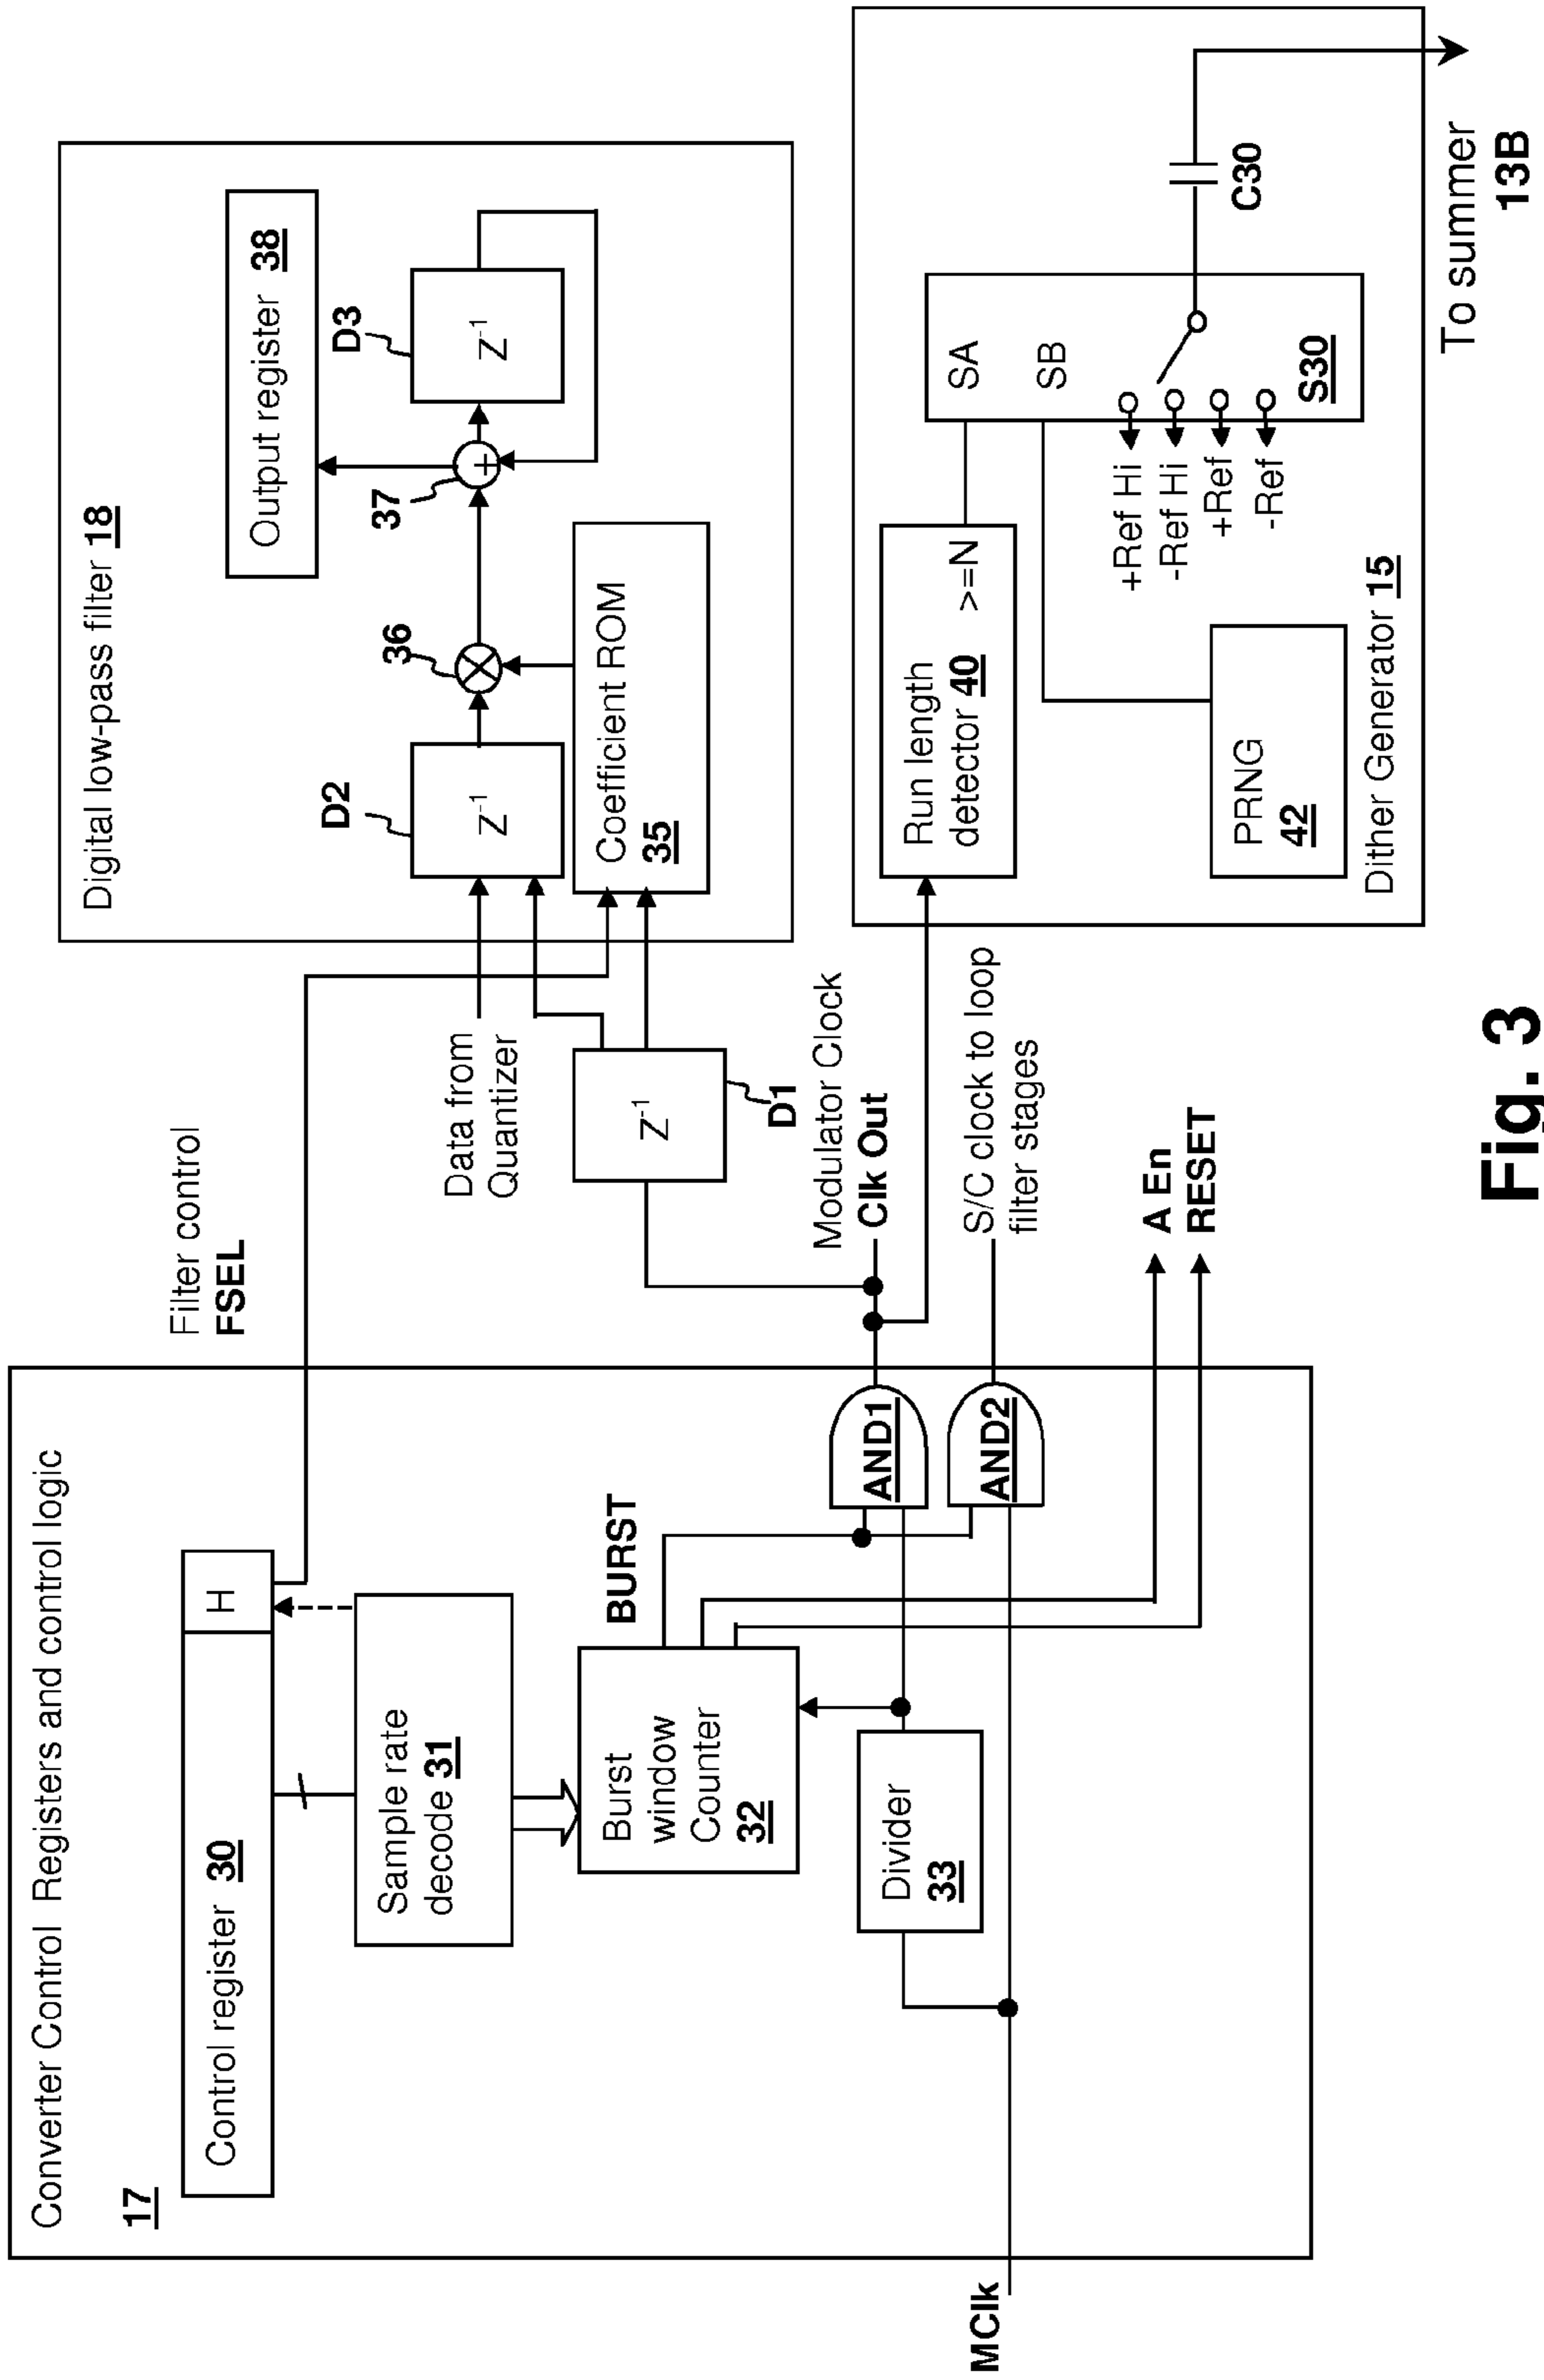 Converter Control Registers and control logic
17
Control register 30
H
Sample rate
decode 31
Burst
window
Counter
32
BURST
Divider
33
AND1
AND2
MClk
Filter control
FSEL
Data from
Quantizer
Z-1
D1
Modulator Clock
Clk Out
S/C clock to loop
filter stages
A En
RESET
Digital low-pass filter 18
Output register 38
D2
Z-1
36
37
+
D3
Z-1
Coefficient ROM
35
Run length
detector 40 >=N
PRNG
42
SA
SB
+Ref Hi
-Ref Hi
+Ref
-Ref
S30
C30
Dither Generator 15
To summer
13B
Fig. 3